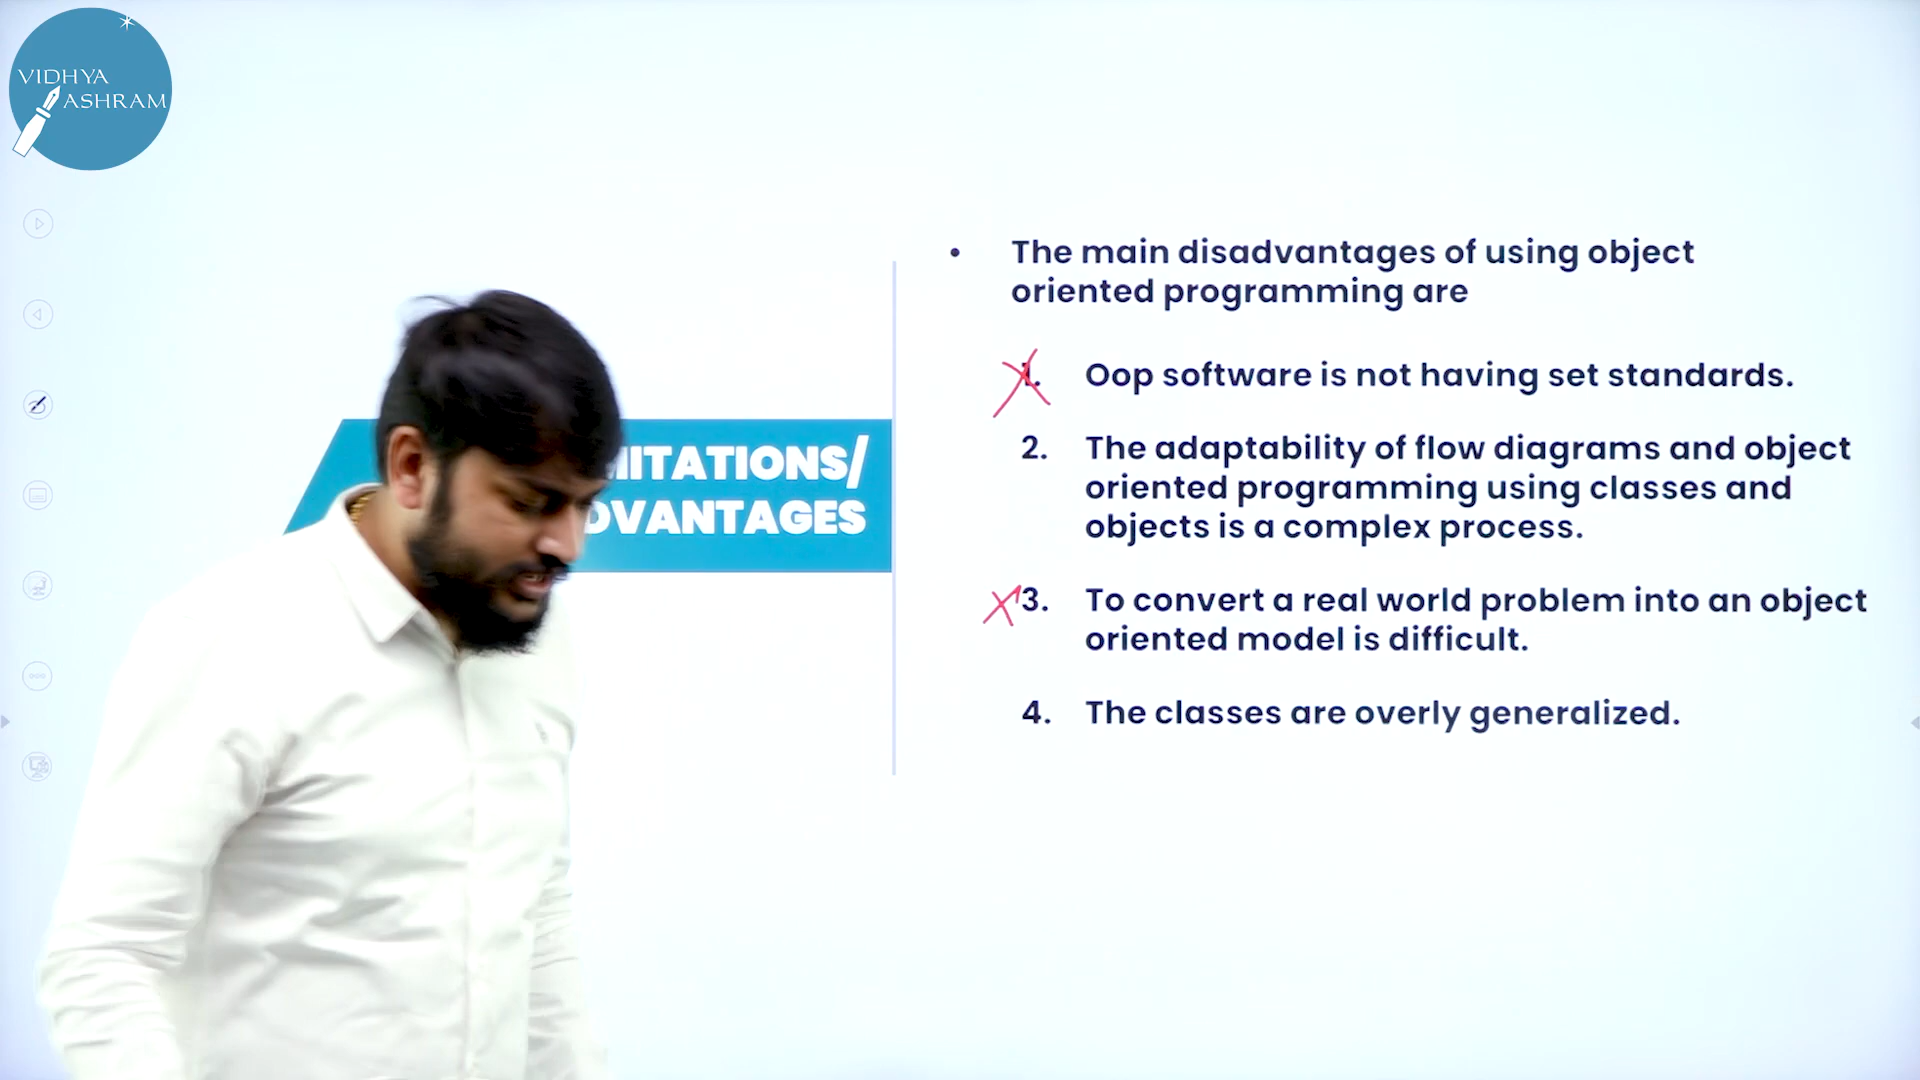 VIDHYA
ASHRAM
The main disadvantages of using object
oriented programming are
1. Oop software is not having set standards.
2. The adaptability of flow diagrams and object
oriented programming using classes and
objects is a complex process.
3. To convert a real world problem into an object
oriented model is difficult.
4. The classes are overly generalized.